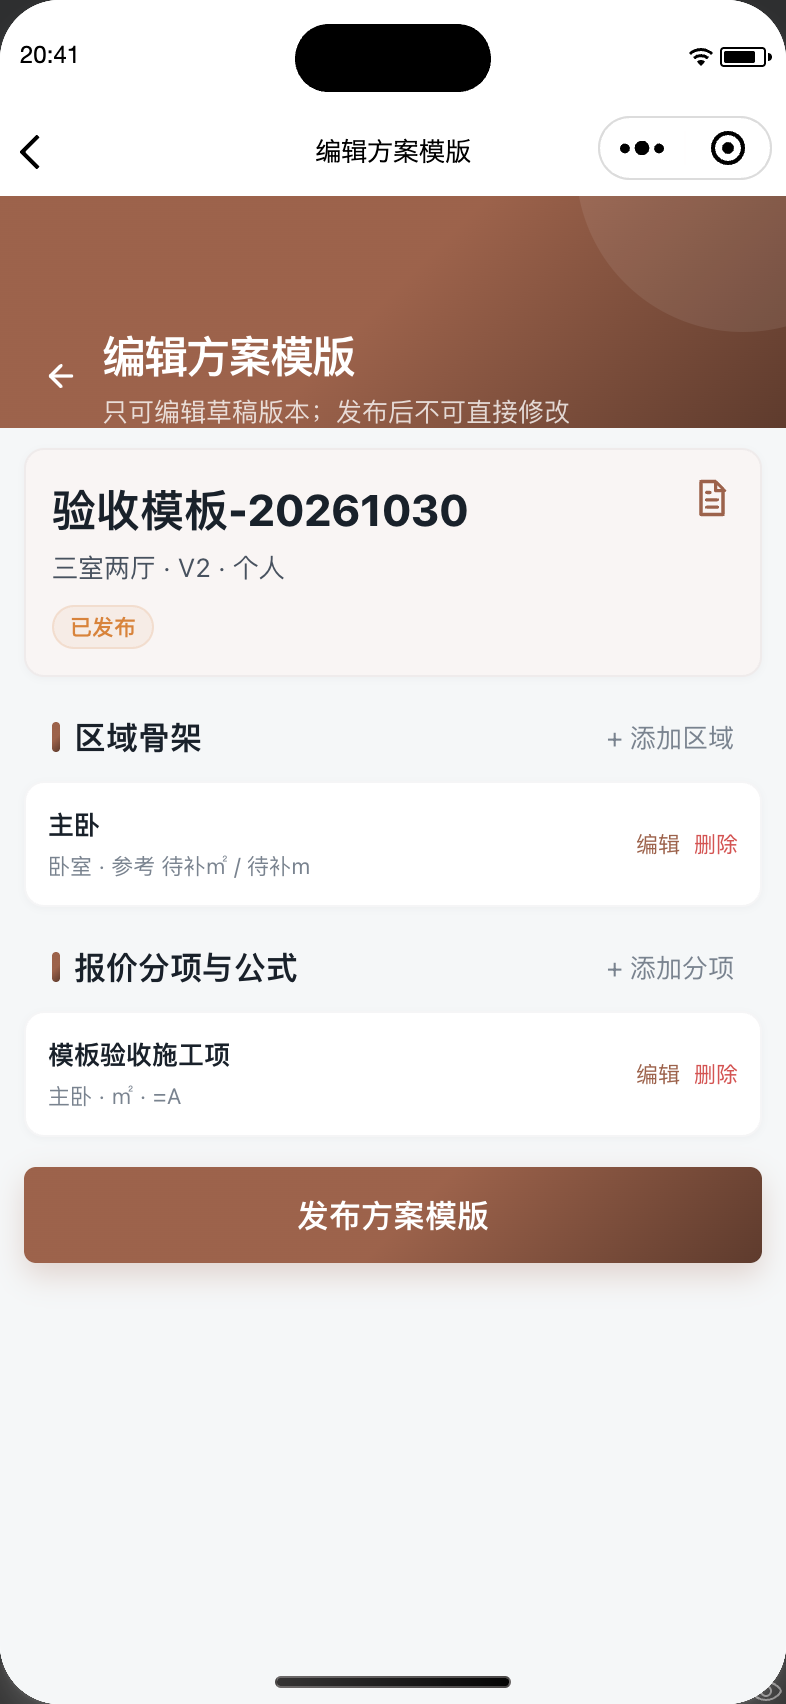 20:41
编辑方案模版
编辑方案模版
只可编辑草稿版本；发布后不可直接修改
验收模板-20261030
三室两厅 · V2 · 个人
已发布
区域骨架
+ 添加区域
主卧
卧室 · 参考 待补㎡ / 待补m
编辑 删除
报价分项与公式
+ 添加分项
模板验收施工项
主卧 · ㎡ · =A
编辑 删除
发布方案模版